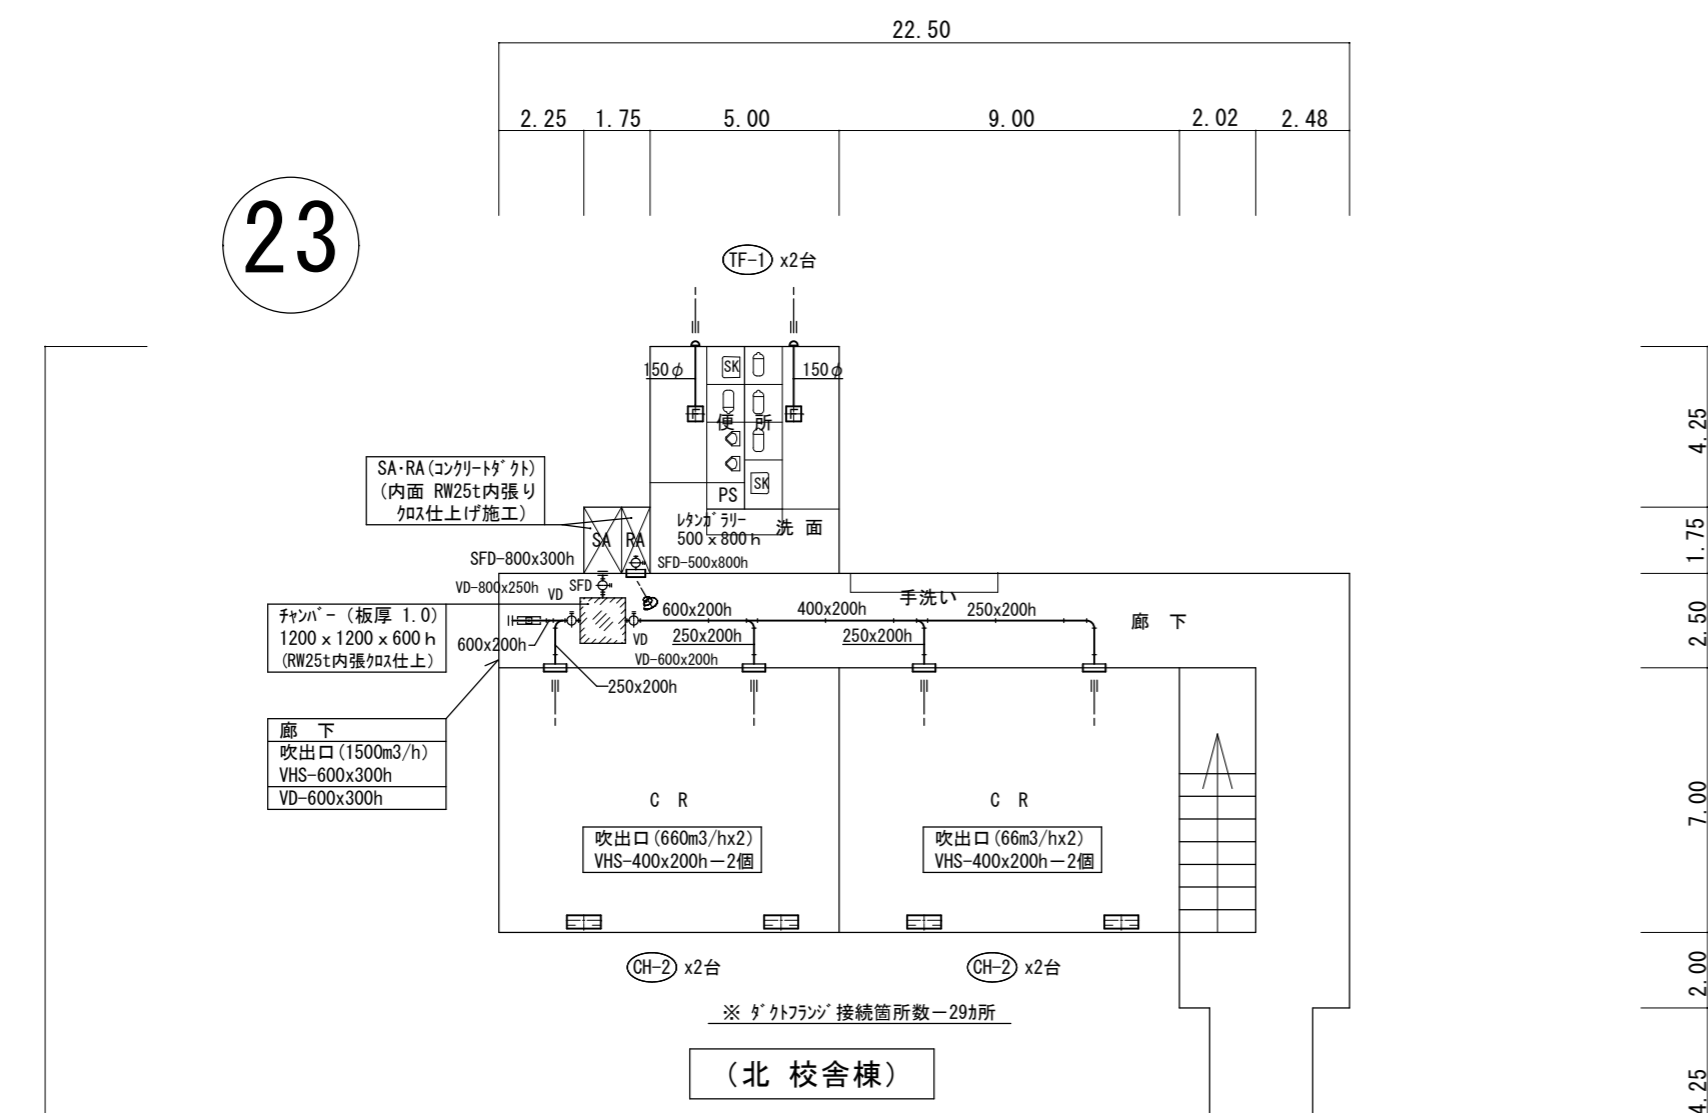 22.50
2.25 1.75 5.00 9.00 2.02 2.48
23
TF-1 x2台
150φ
150φ
SK
便 所
SK
PS
洗 面
4.25
SA・RA(コンクリートダクト)
(内面 RW25t内張り
クロス仕上げ施工)
SA RA
レタンガラリー
500x800h
1.75
SFD-800x300h
SFD-500x800h
VD-800x250h
SFD
VD
手洗い
600x200h
400x200h
250x200h
廊 下
2.50
チャンバー (板厚 1.0)
1200x1200x600h
(RW25t内張クロス仕上)
600x200h
VD
250x200h
250x200h
VD-600x200h
250x200h
廊 下
吹出口(1500m3/h)
VHS-600x300h
VD-600x300h
C R
C R
7.00
吹出口(660m3/hx2)
VHS-400x200h−2個
吹出口(66m3/hx2)
VHS-400x200h−2個
CH-2 x2台
CH-2 x2台
2.00
※ ダクトフランジ接続箇所数−29カ所
(北 校舎棟)
4.25